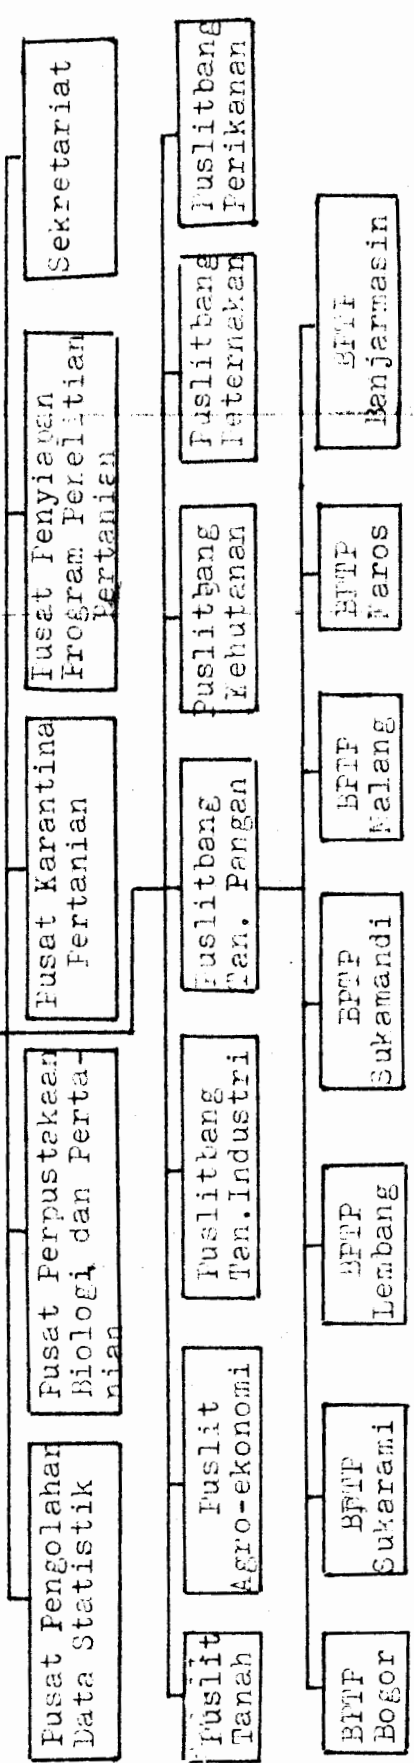 Pusat Pengolahan
Data Statistik
Pusat Perpustakaan
Biologi, dan Perta-
nian
Pusat Karantina
Pertanian
Pusat Penyiapan
Program Penelitian
Pertanian
Sekretariat
Puslit
Tanah
Puslit
Agro-ekonomi
Puslitbang
Tan.Industri
Puslitbang
Tan. Pangan
Puslitbang
Kehutanan
Puslitbang
Peternakan
Puslitbang
Perikanan
BPTP
Bogor
BPTP
Sukarami
BPTP
Lembang
BPTP
Sukamandi
BPTP
Malang
BPTP
Maros
BPTP
Banjarmasin